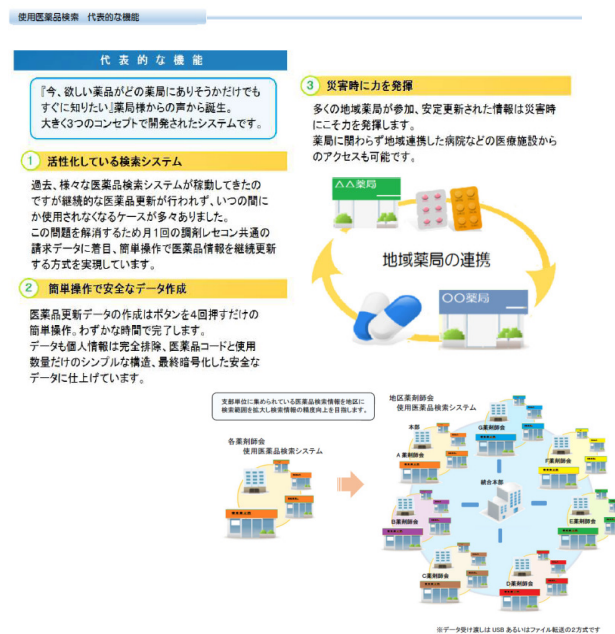 使用医薬品検索 代表的な機能
代表的な機能
『今、欲しい薬品がどの薬局にありそうかだけでも
すぐに知りたい』薬局様からの声から誕生。
大きく3つのコンセプトで開発されたシステムです。
1 活性化している検索システム
過去、様々な医薬品検索システムが稼動してきたの
ですが継続的な医薬品更新が行われず、いつの間に
か使用されなくなるケースが多々ありました。
この問題を解消するため月1回の調剤レセコン共通の
請求データに着目、簡単操作で医薬品情報を継続更新
する方式を実現しています。
2 簡単操作で安全なデータ作成
医薬品更新データの作成はボタンを4回押すだけの
簡単操作。わずかな時間で完了します。
データも個人情報は完全排除、医薬品コードと使用
数量だけのシンプルな構造、最終暗号化した安全な
データに仕上げています。
3 災害時に力を発揮
多くの地域薬局が参加、安定更新された情報は災害時
にこそ力を発揮します。
薬局に関わらず地域連携した病院などの医療施設から
のアクセスも可能です。
△△薬局
地域薬局の連携
○○薬局
支部単位に集められている医薬品検索情報を地区に
検索範囲を拡大し検索情報の精度向上を目指します。
各薬剤師会
使用医薬品検索システム
地区薬剤師会
使用医薬品検索システム
本部
A薬剤師会
G薬剤師会
F薬剤師会
統合本部
B薬剤師会
E薬剤師会
C薬剤師会
D薬剤師会
※データ受け渡しは USB あるいはファイル転送の2方式です